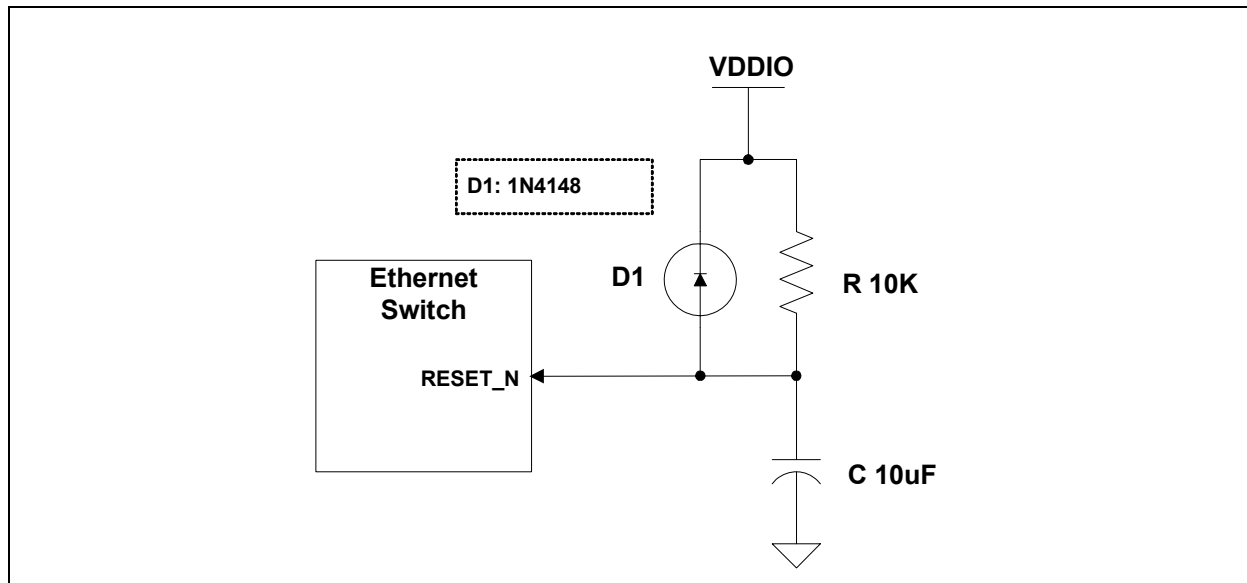 VDDIO
D1: 1N4148
D1
R 10K
Ethernet
Switch
RESET_N
C 10uF